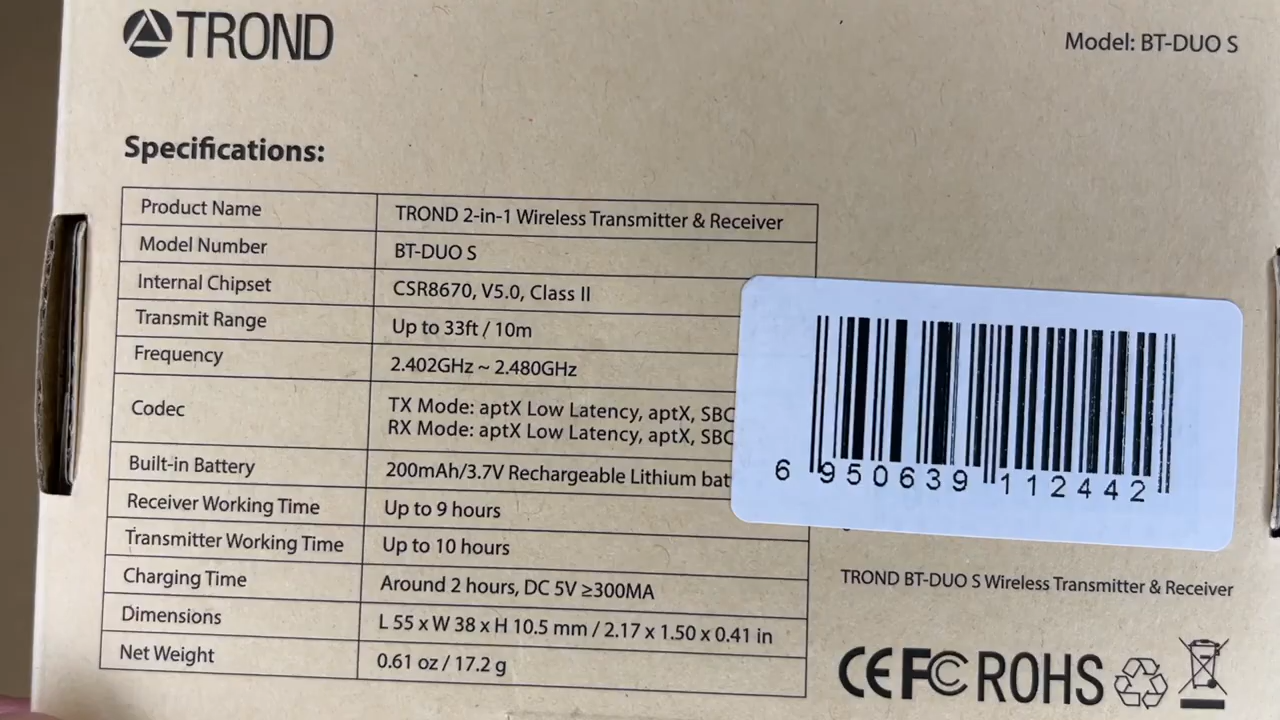 TROND
Model: BT-DUO S
Specifications:
Product Name TROND 2-in-1 Wireless Transmitter & Receiver
Model Number BT-DUO S
Internal Chipset CSR8670, V5.0, Class II
Transmit Range Up to 33ft / 10m
Frequency 2.402GHz ~ 2.480GHz
Codec TX Mode: aptX Low Latency, aptX, SBC
RX Mode: aptX Low Latency, aptX, SBC
Built-in Battery 200mAh/3.7V Rechargeable Lithium bat
Receiver Working Time Up to 9 hours
Transmitter Working Time Up to 10 hours
Charging Time Around 2 hours, DC 5V ≥300MA
Dimensions L 55 x W 38 x H 10.5 mm / 2.17 x 1.50 x 0.41 in
Net Weight 0.61 oz / 17.2 g
6 950639 112442
TROND BT-DUO S Wireless Transmitter & Receiver
CE FC ROHS